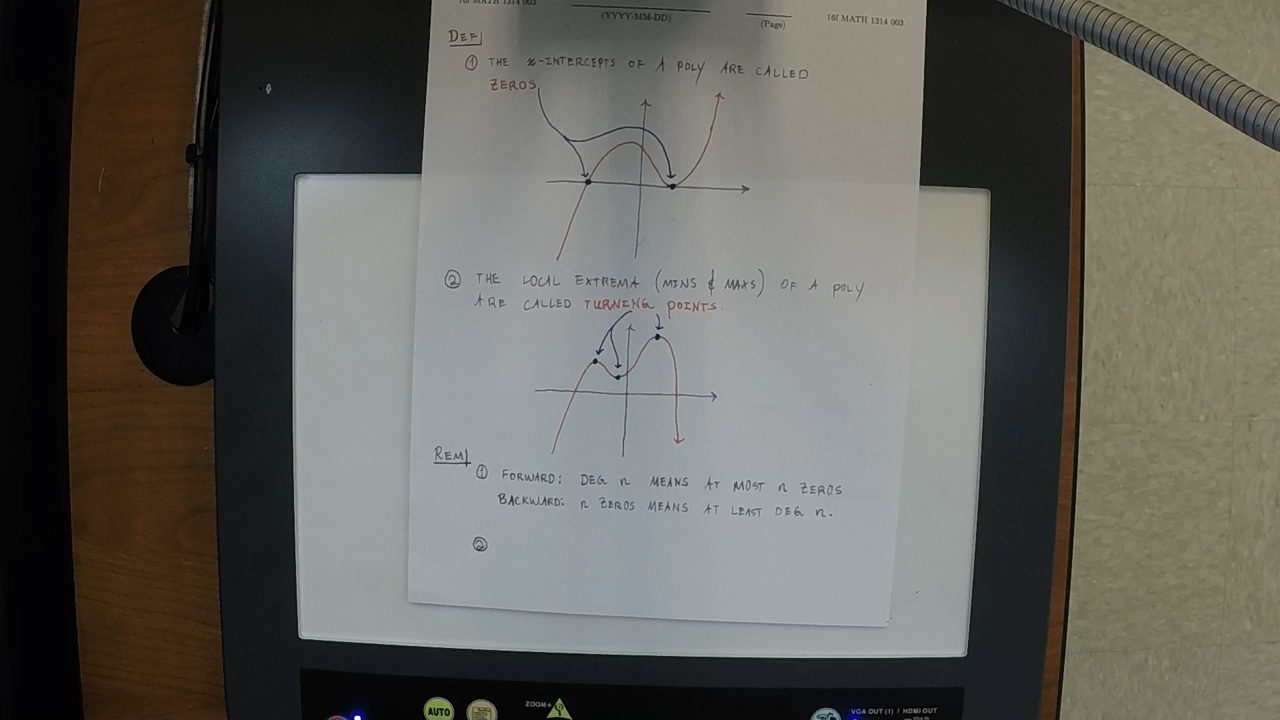 (YYYY-MM-DD)
(Page)
16f MATH 1314 003
DEF
① THE x-INTERCEPTS OF A POLY ARE CALLED
ZEROS
② THE LOCAL EXTREMA (MINS & MAXS) OF A POLY
ARE CALLED TURNING POINTS.
REM
① FORWARD: DEG n MEANS AT MOST n ZEROS
BACKWARD: n ZEROS MEANS AT LEAST DEG n.
②
AUTO
ZOOM+
VGA OUT (1) / HDMI OUT